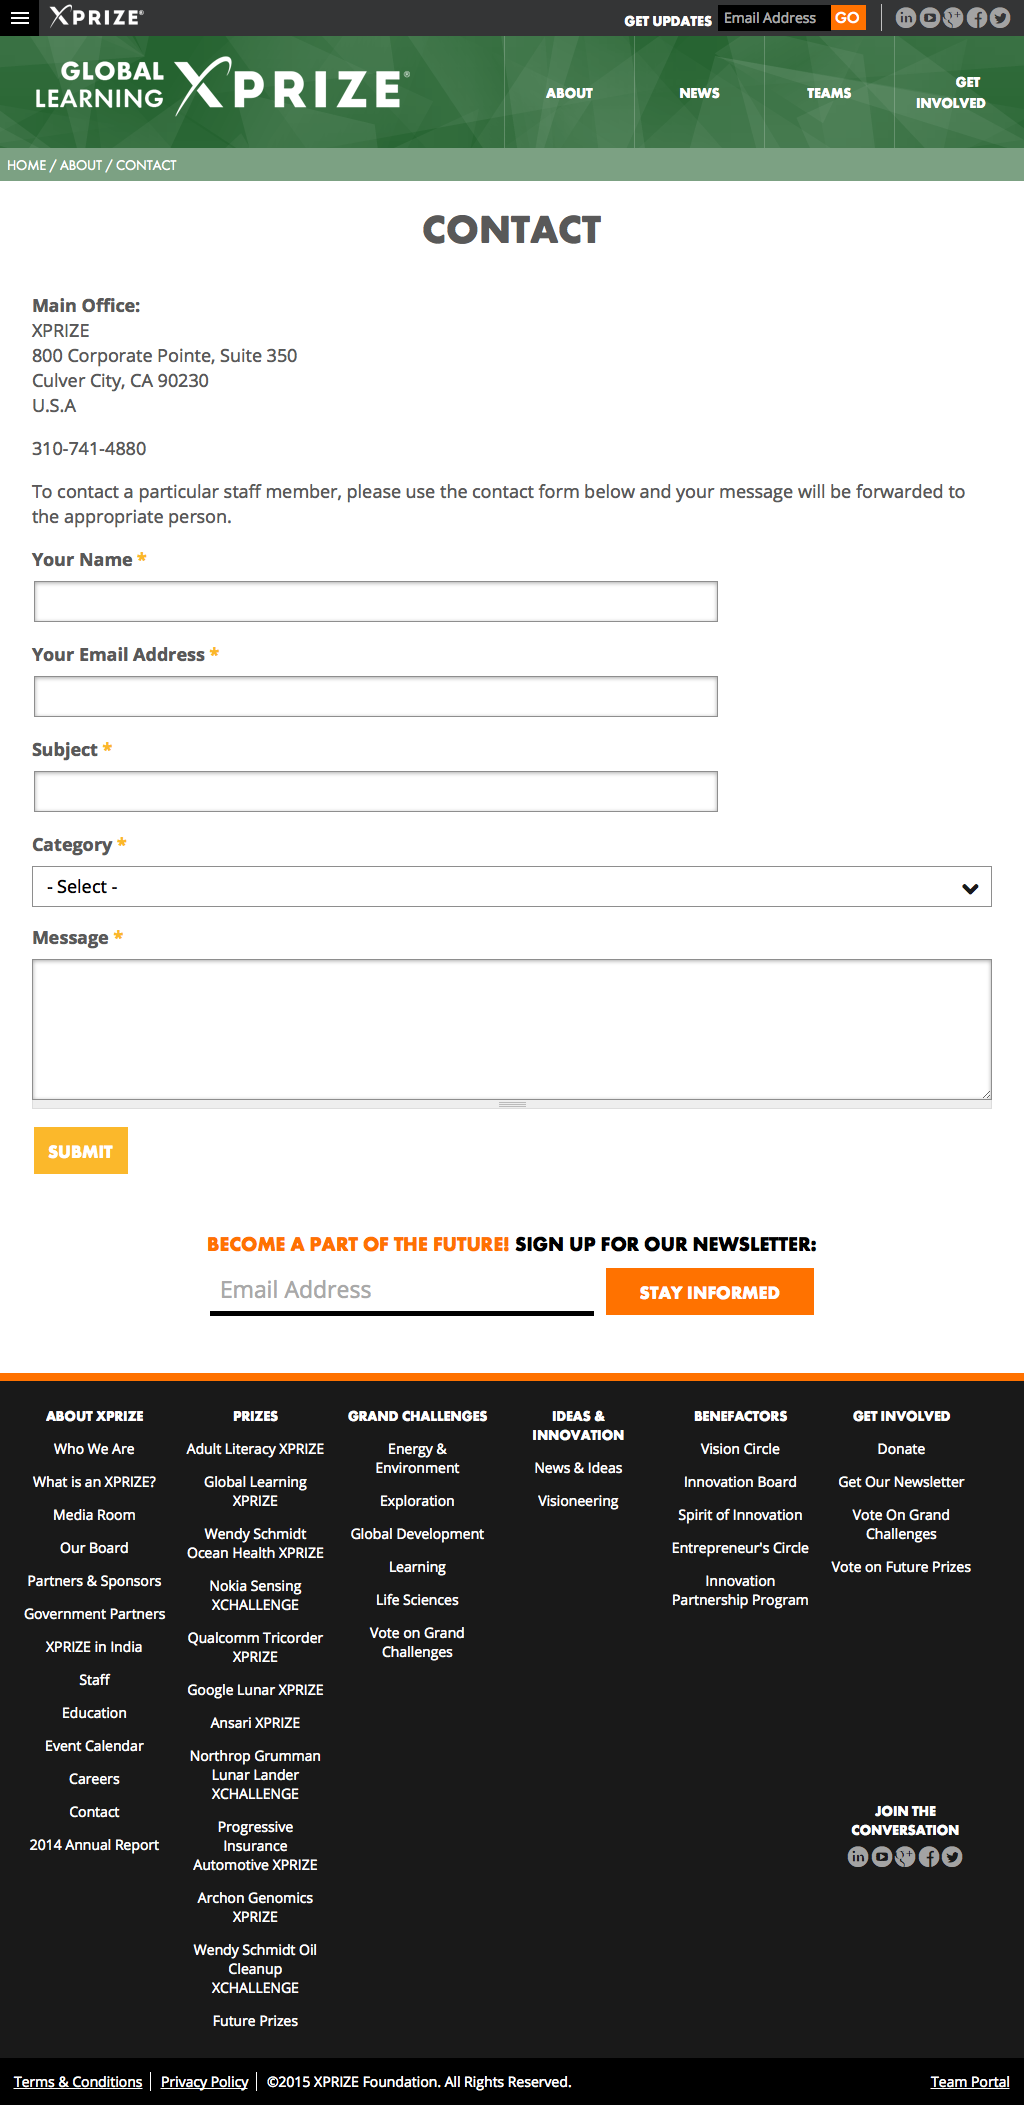 XPRIZE®
GET UPDATES Email Address GO
GLOBAL LEARNING XPRIZE®
ABOUT
NEWS
TEAMS
GET
INVOLVED
HOME / ABOUT / CONTACT
CONTACT
Main Office:
XPRIZE
800 Corporate Pointe, Suite 350
Culver City, CA 90230
U.S.A
310-741-4880
To contact a particular staff member, please use the contact form below and your message will be forwarded to
the appropriate person.
Your Name *
Your Email Address *
Subject *
Category *
- Select -
Message *
SUBMIT
BECOME A PART OF THE FUTURE! SIGN UP FOR OUR NEWSLETTER:
Email Address
STAY INFORMED
ABOUT XPRIZE
Who We Are
What is an XPRIZE?
Media Room
Our Board
Partners & Sponsors
Government Partners
XPRIZE in India
Staff
Education
Event Calendar
Careers
Contact
2014 Annual Report
PRIZES
Adult Literacy XPRIZE
Global Learning
XPRIZE
Wendy Schmidt
Ocean Health XPRIZE
Nokia Sensing
XCHALLENGE
Qualcomm Tricorder
XPRIZE
Google Lunar XPRIZE
Ansari XPRIZE
Northrop Grumman
Lunar Lander
XCHALLENGE
Progressive
Insurance
Automotive XPRIZE
Archon Genomics
XPRIZE
Wendy Schmidt Oil
Cleanup
XCHALLENGE
Future Prizes
GRAND CHALLENGES
Energy &
Environment
Exploration
Global Development
Learning
Life Sciences
Vote on Grand
Challenges
IDEAS &
INNOVATION
News & Ideas
Visioneering
BENEFACTORS
Vision Circle
Innovation Board
Spirit of Innovation
Entrepreneur's Circle
Innovation
Partnership Program
GET INVOLVED
Donate
Get Our Newsletter
Vote On Grand
Challenges
Vote on Future Prizes
JOIN THE
CONVERSATION
Terms & Conditions
Privacy Policy
©2015 XPRIZE Foundation. All Rights Reserved.
Team Portal